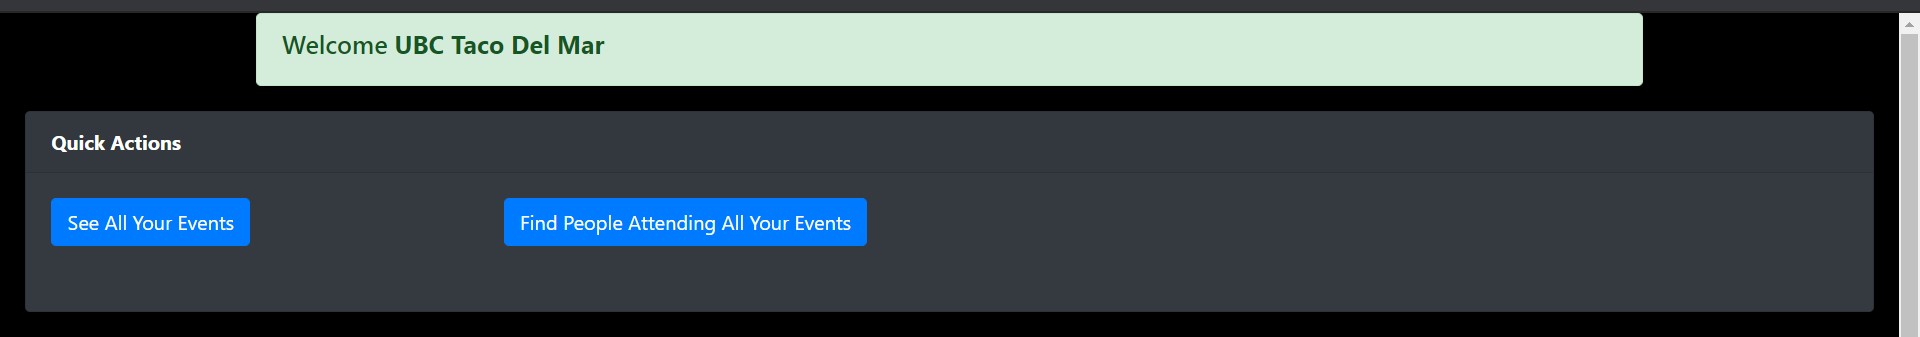 Welcome UBC Taco Del Mar
Quick Actions
See All Your Events
Find People Attending All Your Events